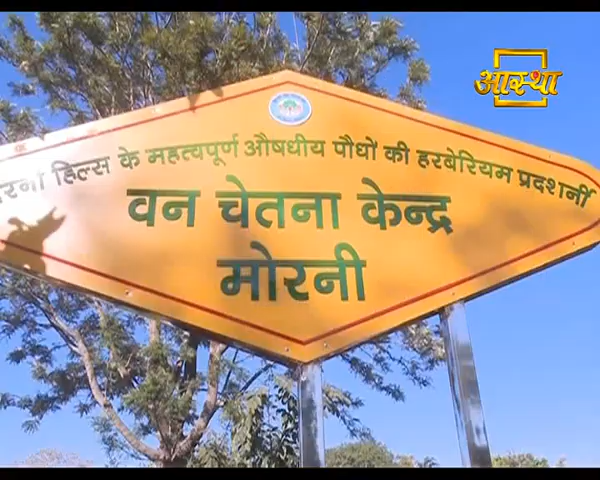 आस्था
मोरनी हिल्स के महत्वपूर्ण औषधीय पौधों की हरबेरियम प्रदर्शनी
वन चेतना केन्द्र
मोरनी